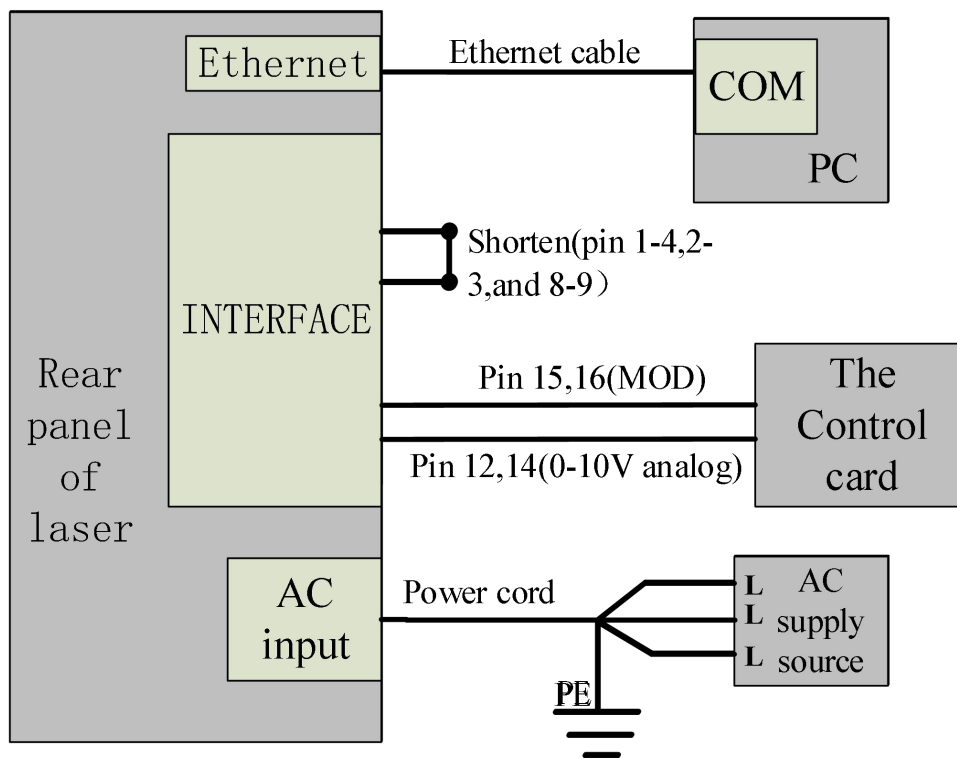 Ethernet
Ethernet cable
COM
PC
Shorten(pin 1-4,2-
3,and 8-9）
INTERFACE
Rear
panel
of
laser
Pin 15,16(MOD)
Pin 12,14(0-10V analog)
The
Control
card
AC
input
Power cord
L
L
L
AC
supply
source
PE